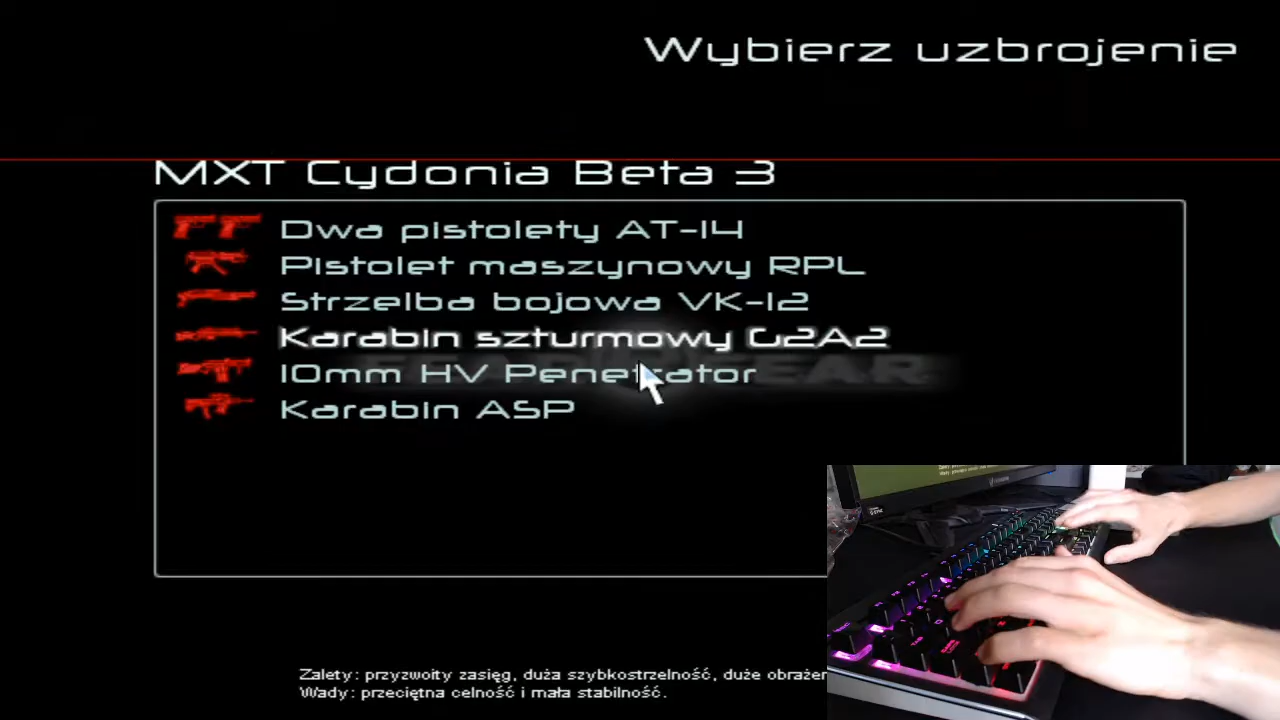 Wybierz uzbrojenie
MXT Cydonia Beta 3
Dwa pistolety AT-14
Pistolet maszynowy RPL
Strzelba bojowa VK-12
Karabin szturmowy G2A2
10mm HV Penetrator
FEAR
Karabin ASP
Zalety: przyzwoity zasięg, duża szybkostrzelność, duże
Wady: przeciętna celność i mała stabilność.